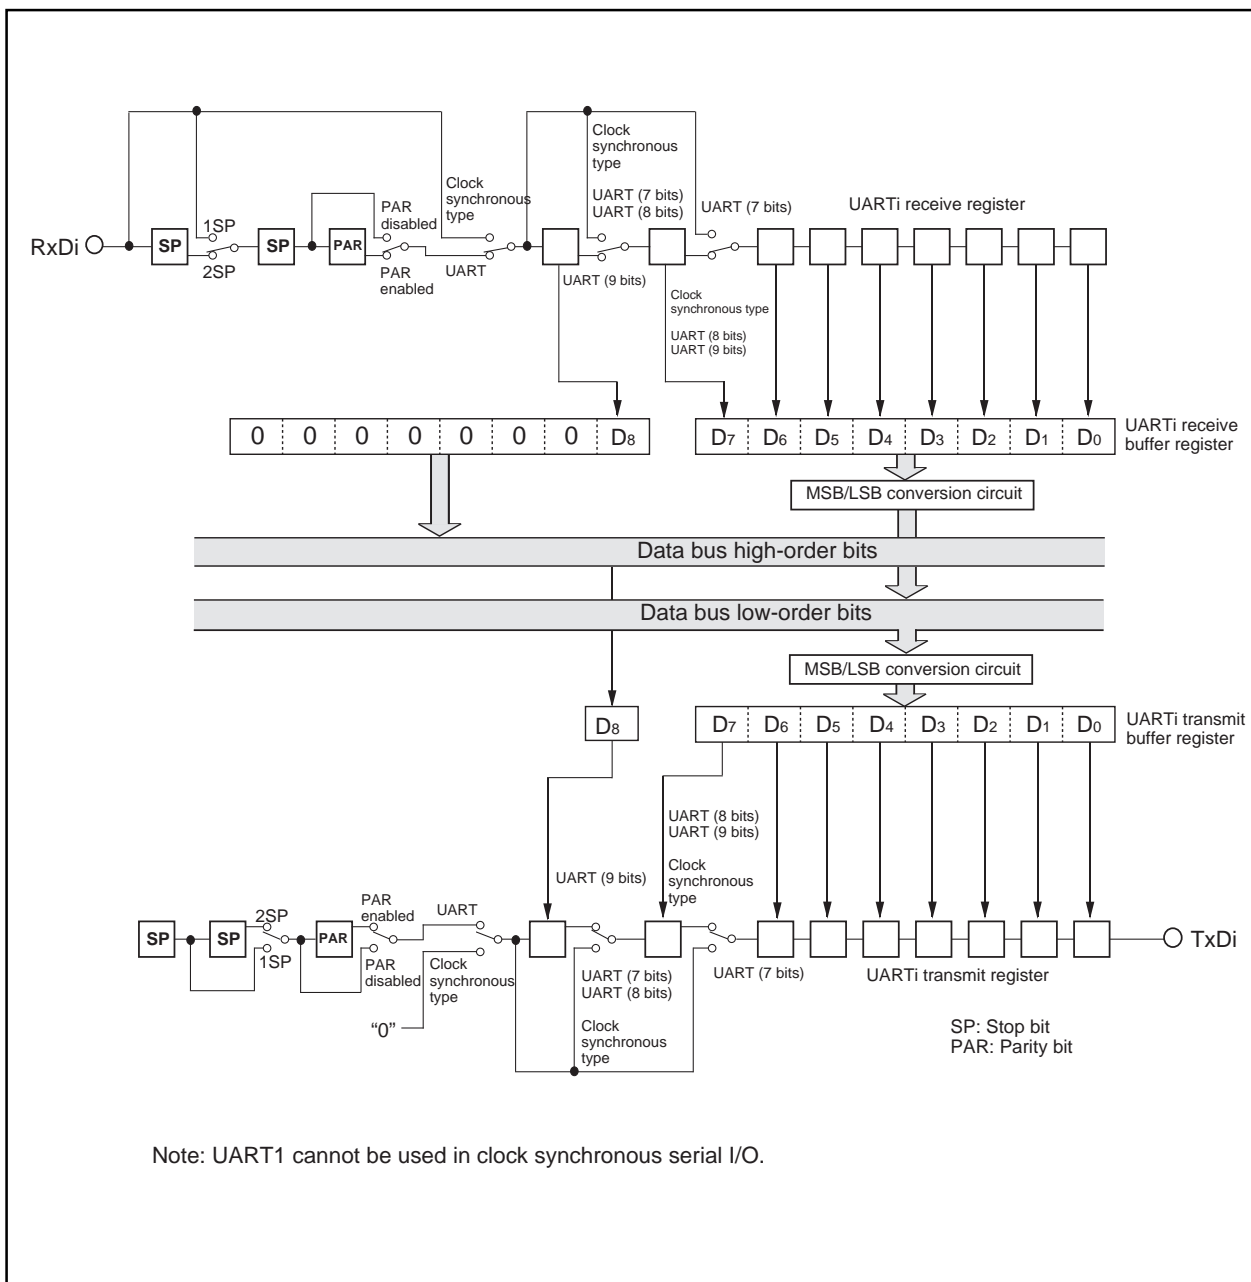 Clock
synchronous
type
Clock
synchronous
type
UART (7 bits)
UART (8 bits)
UART (7 bits)
UARTi receive register
PAR
disabled
1SP
RxDi
SP
SP
PAR
2SP
PAR
enabled
UART
UART (9 bits)
Clock
synchronous type
UART (8 bits)
UART (9 bits)
0 0 0 0 0 0 0 D8
D7 D6 D5 D4 D3 D2 D1 D0
UARTi receive
buffer register
MSB/LSB conversion circuit
Data bus high-order bits
Data bus low-order bits
MSB/LSB conversion circuit
D8
D7 D6 D5 D4 D3 D2 D1 D0
UARTi transmit
buffer register
UART (8 bits)
UART (9 bits)
Clock
synchronous
type
UART (9 bits)
PAR
enabled
UART
2SP
SP
SP
PAR
1SP
TxDi
PAR
disabled
Clock
synchronous
type
UART (7 bits)
UART (8 bits)
UART (7 bits)
UARTi transmit register
“0”
Clock
synchronous
type
SP: Stop bit
PAR: Parity bit
Note: UART1 cannot be used in clock synchronous serial I/O.